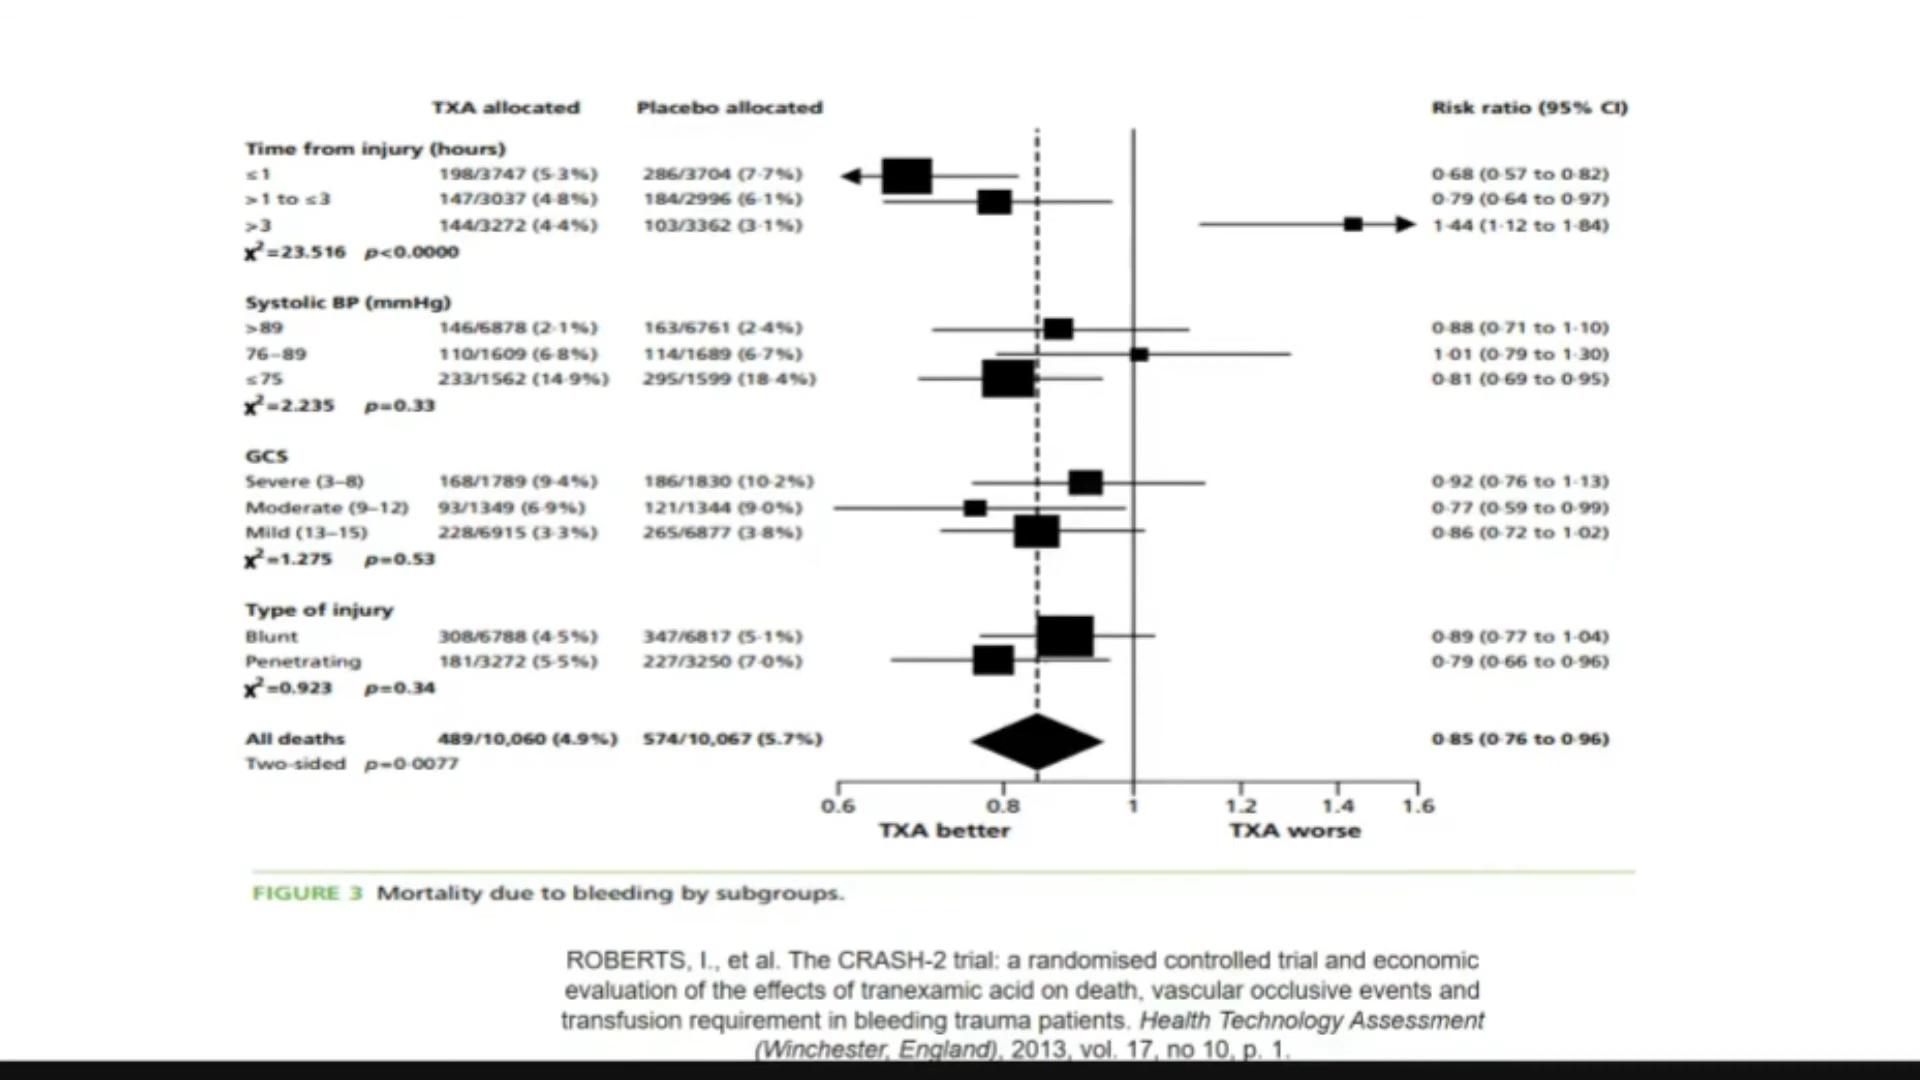 TXA allocated Placebo allocated Risk ratio (95% CI)
Time from injury (hours)
≤1 198/3747 (5·3%) 286/3704 (7·7%) 0·68 (0·57 to 0·82)
>1 to ≤3 147/3037 (4·8%) 184/2996 (6·1%) 0·79 (0·64 to 0·97)
>3 144/3272 (4·4%) 103/3362 (3·1%) 1·44 (1·12 to 1·84)
χ²=23.516 p<0.0000
Systolic BP (mmHg)
>89 146/6878 (2·1%) 163/6761 (2·4%) 0·88 (0·71 to 1·10)
76–89 110/1609 (6·8%) 114/1689 (6·7%) 1·01 (0·79 to 1·30)
≤75 233/1562 (14·9%) 295/1599 (18·4%) 0·81 (0·69 to 0·95)
χ²=2.235 p=0.33
GCS
Severe (3–8) 168/1789 (9·4%) 186/1830 (10·2%) 0·92 (0·76 to 1·13)
Moderate (9–12) 93/1349 (6·9%) 121/1344 (9·0%) 0·77 (0·59 to 0·99)
Mild (13–15) 228/6915 (3·3%) 265/6877 (3·8%) 0·86 (0·72 to 1·02)
χ²=1.275 p=0.53
Type of injury
Blunt 308/6788 (4·5%) 347/6817 (5·1%) 0·89 (0·77 to 1·04)
Penetrating 181/3272 (5·5%) 227/3250 (7·0%) 0·79 (0·66 to 0·96)
χ²=0.923 p=0.34
All deaths 489/10,060 (4.9%) 574/10,067 (5.7%) 0·85 (0·76 to 0·96)
Two-sided p=0·0077
0.6 0.8 1 1.2 1.4 1.6
TXA better TXA worse
FIGURE 3 Mortality due to bleeding by subgroups.
ROBERTS, I., et al. The CRASH-2 trial: a randomised controlled trial and economic
evaluation of the effects of tranexamic acid on death, vascular occlusive events and
transfusion requirement in bleeding trauma patients. Health Technology Assessment
(Winchester, England), 2013, vol. 17, no 10, p. 1.